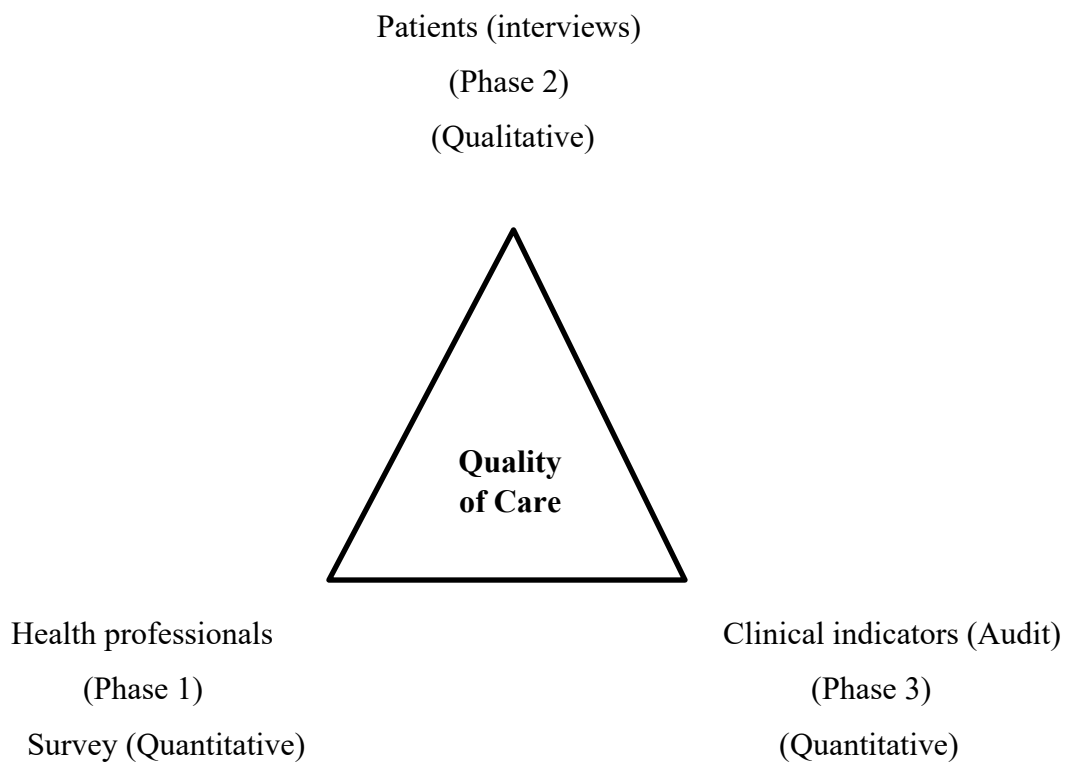 Patients (interviews)
(Phase 2)
(Qualitative)
Quality
of Care
Health professionals
(Phase 1)
Survey (Quantitative)
Clinical indicators (Audit)
(Phase 3)
(Quantitative)